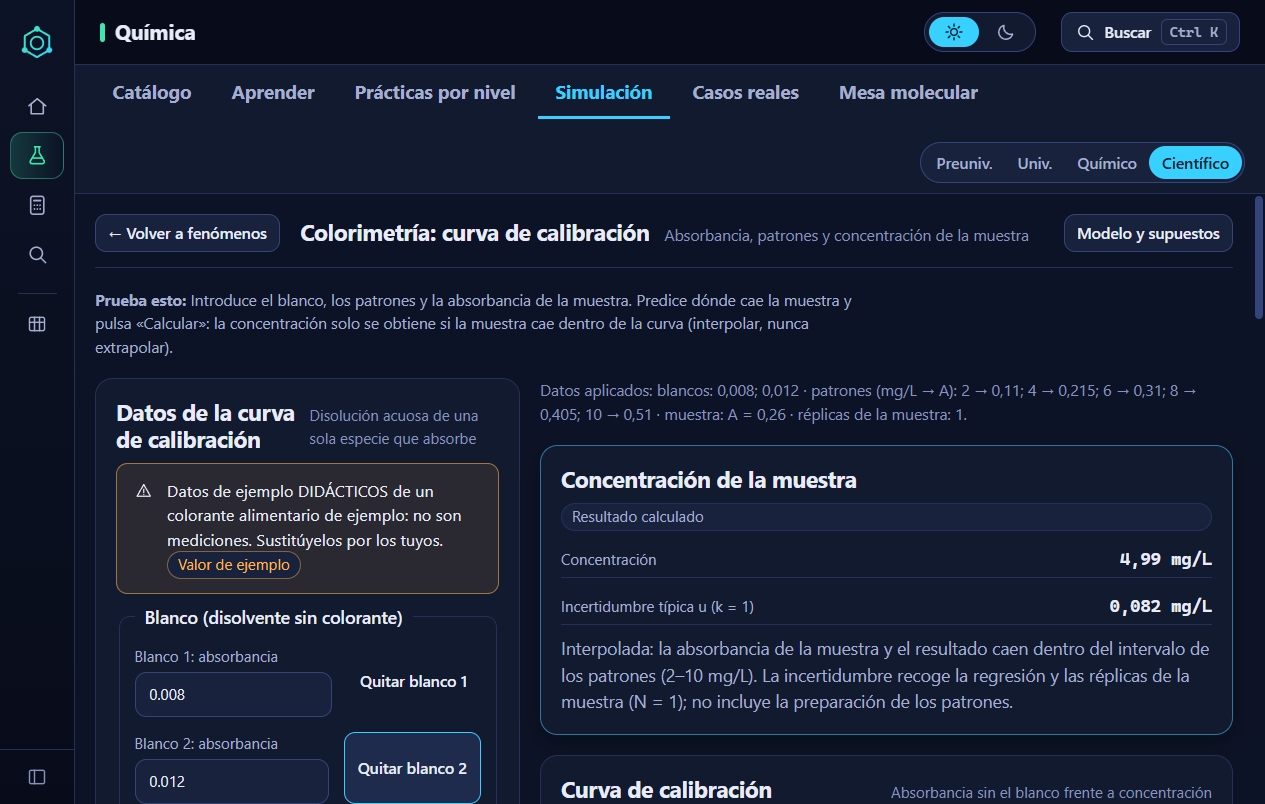 Química
Buscar Ctrl K
Catálogo Aprender Prácticas por nivel Simulación Casos reales Mesa molecular
Preuniv. Univ. Químico Científico
← Volver a fenómenos Colorimetría: curva de calibración Absorbancia, patrones y concentración de la muestra Modelo y supuestos
Prueba esto: Introduce el blanco, los patrones y la absorbancia de la muestra. Predice dónde cae la muestra y
pulsa «Calcular»: la concentración solo se obtiene si la muestra cae dentro de la curva (interpolar, nunca
extrapolar).
Datos de la curva
de calibración
Disolución acuosa de una
sola especie que absorbe
Datos de ejemplo DIDÁCTICOS de un
colorante alimentario de ejemplo: no son
mediciones. Sustitúyelos por los tuyos.
Valor de ejemplo
Blanco (disolvente sin colorante)
Blanco 1: absorbancia
0.008
Quitar blanco 1
Blanco 2: absorbancia
0.012
Quitar blanco 2
Datos aplicados: blancos: 0,008; 0,012 · patrones (mg/L → A): 2 → 0,11; 4 → 0,215; 6 → 0,31; 8 →
0,405; 10 → 0,51 · muestra: A = 0,26 · réplicas de la muestra: 1.
Concentración de la muestra
Resultado calculado
Concentración 4,99 mg/L
Incertidumbre típica u (k = 1) 0,082 mg/L
Interpolada: la absorbancia de la muestra y el resultado caen dentro del intervalo de
los patrones (2–10 mg/L). La incertidumbre recoge la regresión y las réplicas de la
muestra (N = 1); no incluye la preparación de los patrones.
Curva de calibración Absorbancia sin el blanco frente a concentración